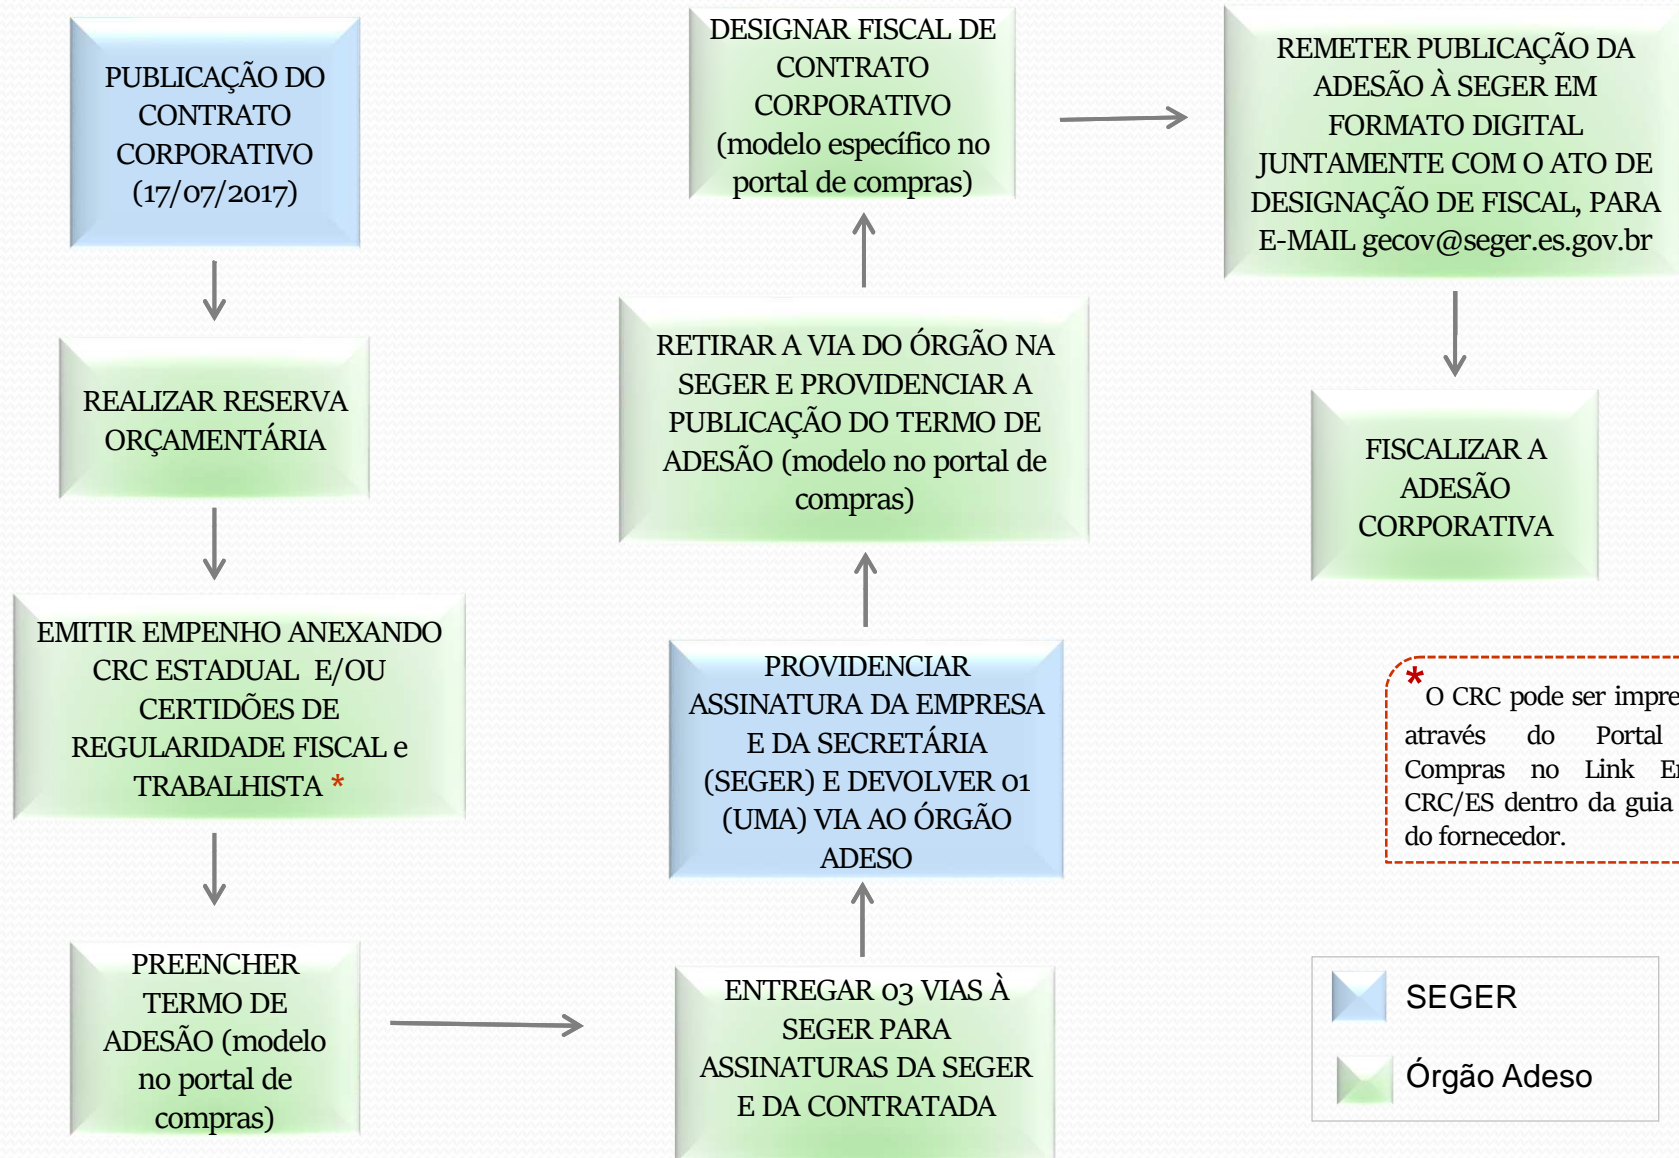 PUBLICAÇÃO DO
CONTRATO
CORPORATIVO
(17/07/2017)
REALIZAR RESERVA
ORÇAMENTÁRIA
EMITIR EMPENHO ANEXANDO
CRC ESTADUAL E/OU
CERTIDÕES DE
REGULARIDADE FISCAL e
TRABALHISTA *
PREENCHER
TERMO DE
ADESÃO (modelo
no portal de
compras)
ENTREGAR 03 VIAS À
SEGER PARA
ASSINATURAS DA SEGER
E DA CONTRATADA
PROVIDENCIAR
ASSINATURA DA EMPRESA
E DA SECRETÁRIA
(SEGER) E DEVOLVER 01
(UMA) VIA AO ÓRGÃO
ADESO
RETIRAR A VIA DO ÓRGÃO NA
SEGER E PROVIDENCIAR A
PUBLICAÇÃO DO TERMO DE
ADESÃO (modelo no portal de
compras)
DESIGNAR FISCAL DE
CONTRATO
CORPORATIVO
(modelo específico no
portal de compras)
REMETER PUBLICAÇÃO DA
ADESÃO À SEGER EM
FORMATO DIGITAL
JUNTAMENTE COM O ATO DE
DESIGNAÇÃO DE FISCAL, PARA
E-MAIL gecov@seger.es.gov.br
FISCALIZAR A
ADESÃO
CORPORATIVA
* O CRC pode ser
através do Portal
Compras no Link
CRC/ES dentro da guia
do fornecedor.
SEGER
Órgão Adeso